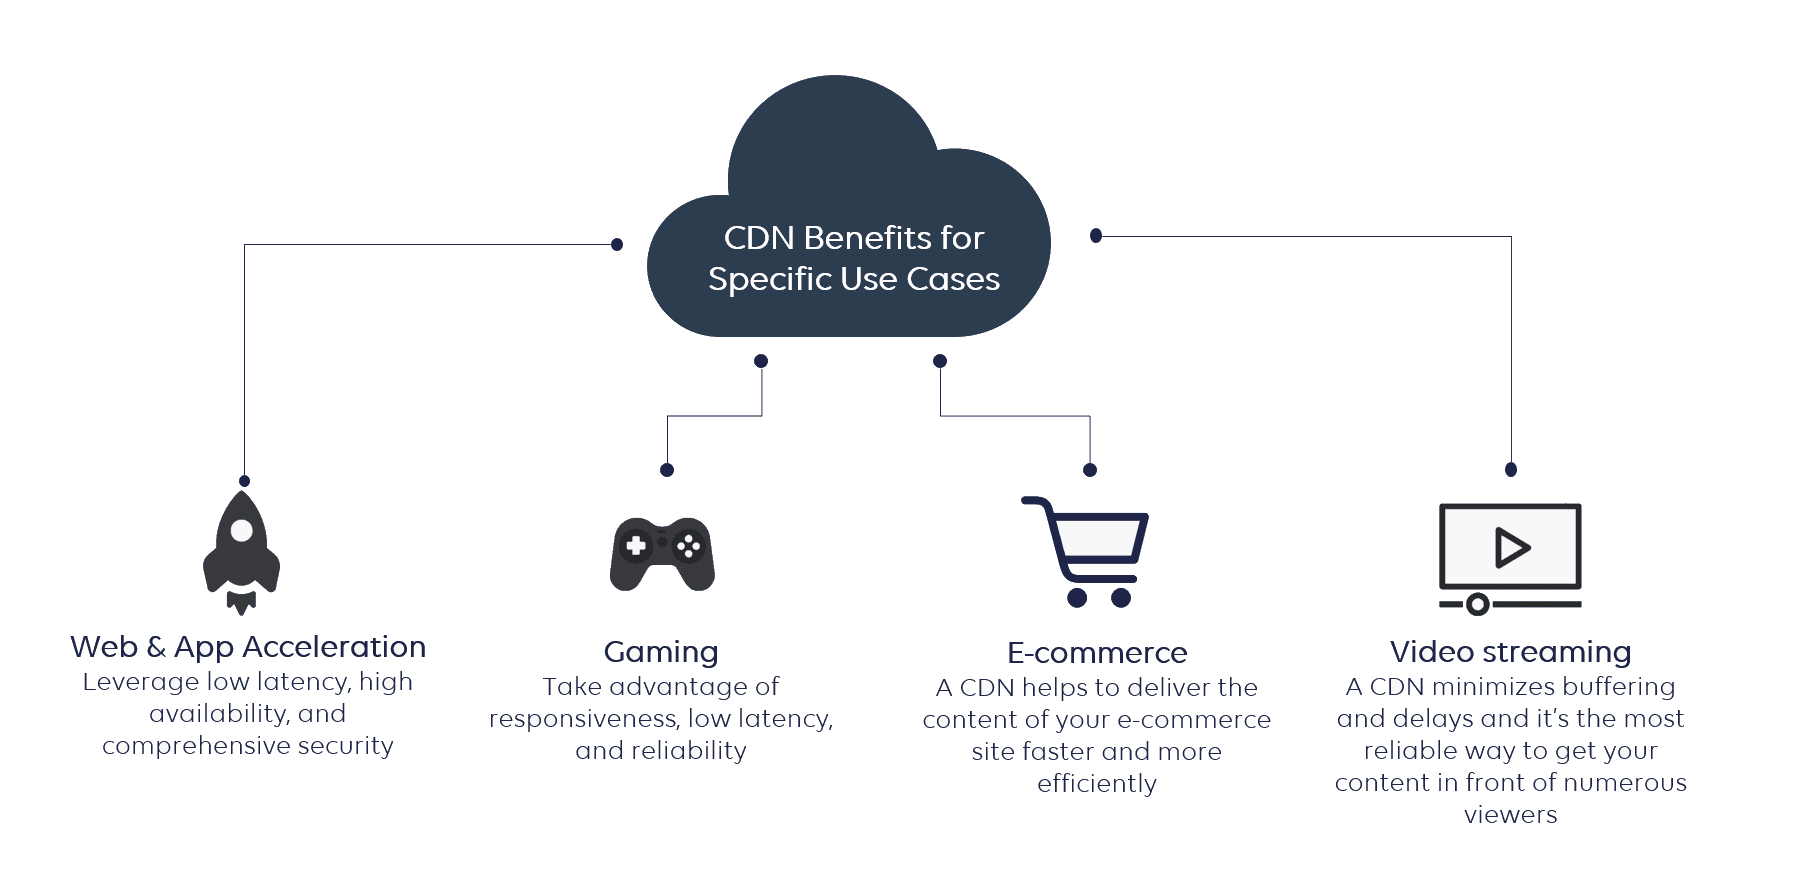 CDN Benefits for
Specific Use Cases
Web & App Acceleration
Leverage low latency, high
availability, and
comprehensive security
Gaming
Take advantage of
responsiveness, low latency,
and reliability
E-commerce
A CDN helps to deliver the
content of your e-commerce
site faster and more
efficiently
Video streaming
A CDN minimizes buffering
and delays and it's the most
reliable way to get your
content in front of numerous
viewers